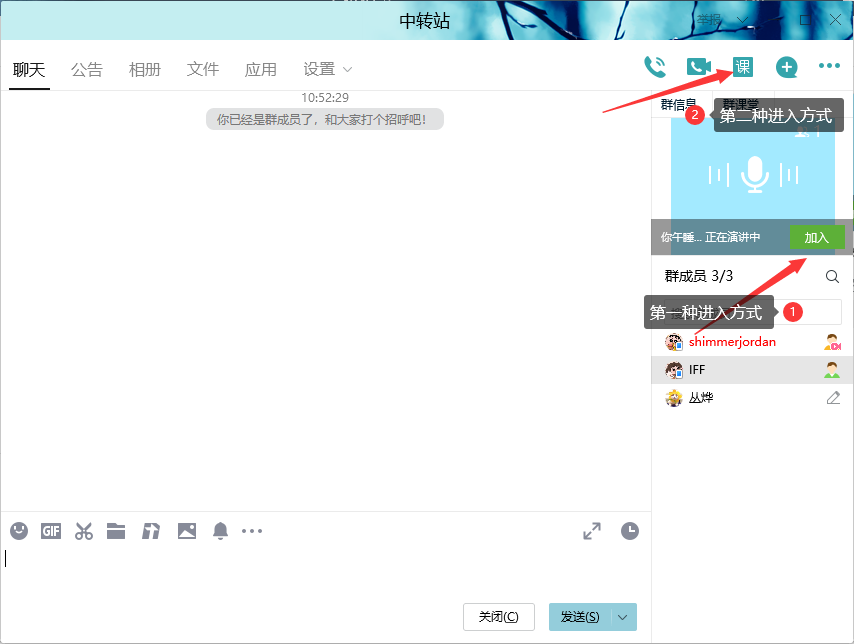 中转站
举报
聊天 公告 相册 文件 应用 设置
课
10:52:29
你已经是群成员了，和大家打个招呼吧！
群信息 群课堂
2 第二种进入方式
你午睡... 正在演讲中 加入
群成员 3/3
第一种进入方式 1
shimmerjordan
IFF
丛烨
GIF
关闭(C) 发送(S)